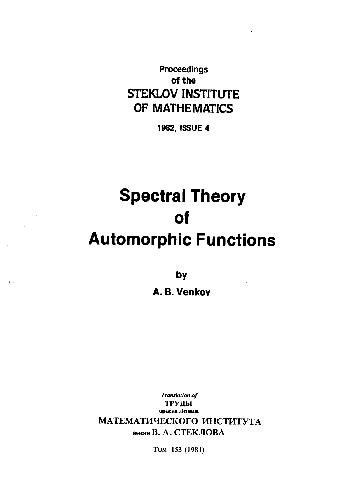 Proceedings
of the
STEKLOV INSTITUTE
OF MATHEMATICS
1982, ISSUE 4
Spectral Theory
of
Automorphic Functions
by
A. B. Venkov
Translation of
ТРУДЫ
ордена Ленина
МАТЕМАТИЧЕСКОГО ИНСТИТУТА
имени В. А. СТЕКЛОВА
Том 153 (1981)